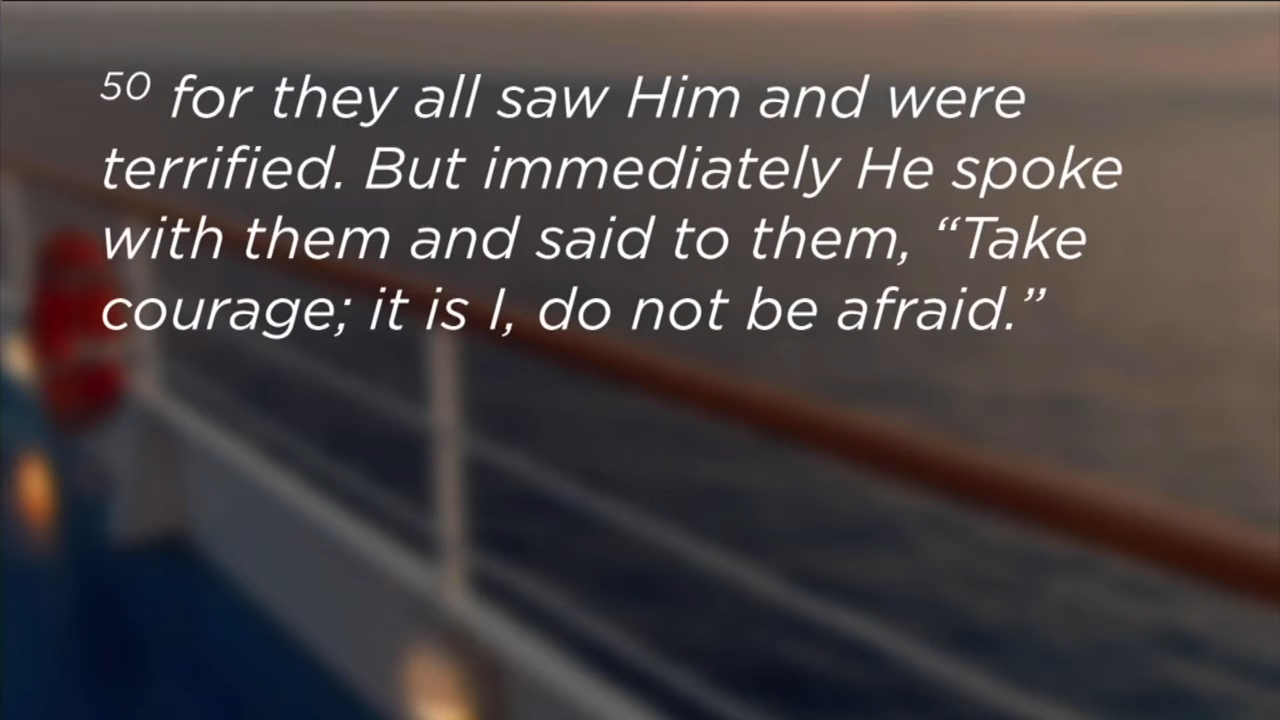 50 for they all saw Him and were
terrified. But immediately He spoke
with them and said to them, “Take
courage; it is I, do not be afraid.”